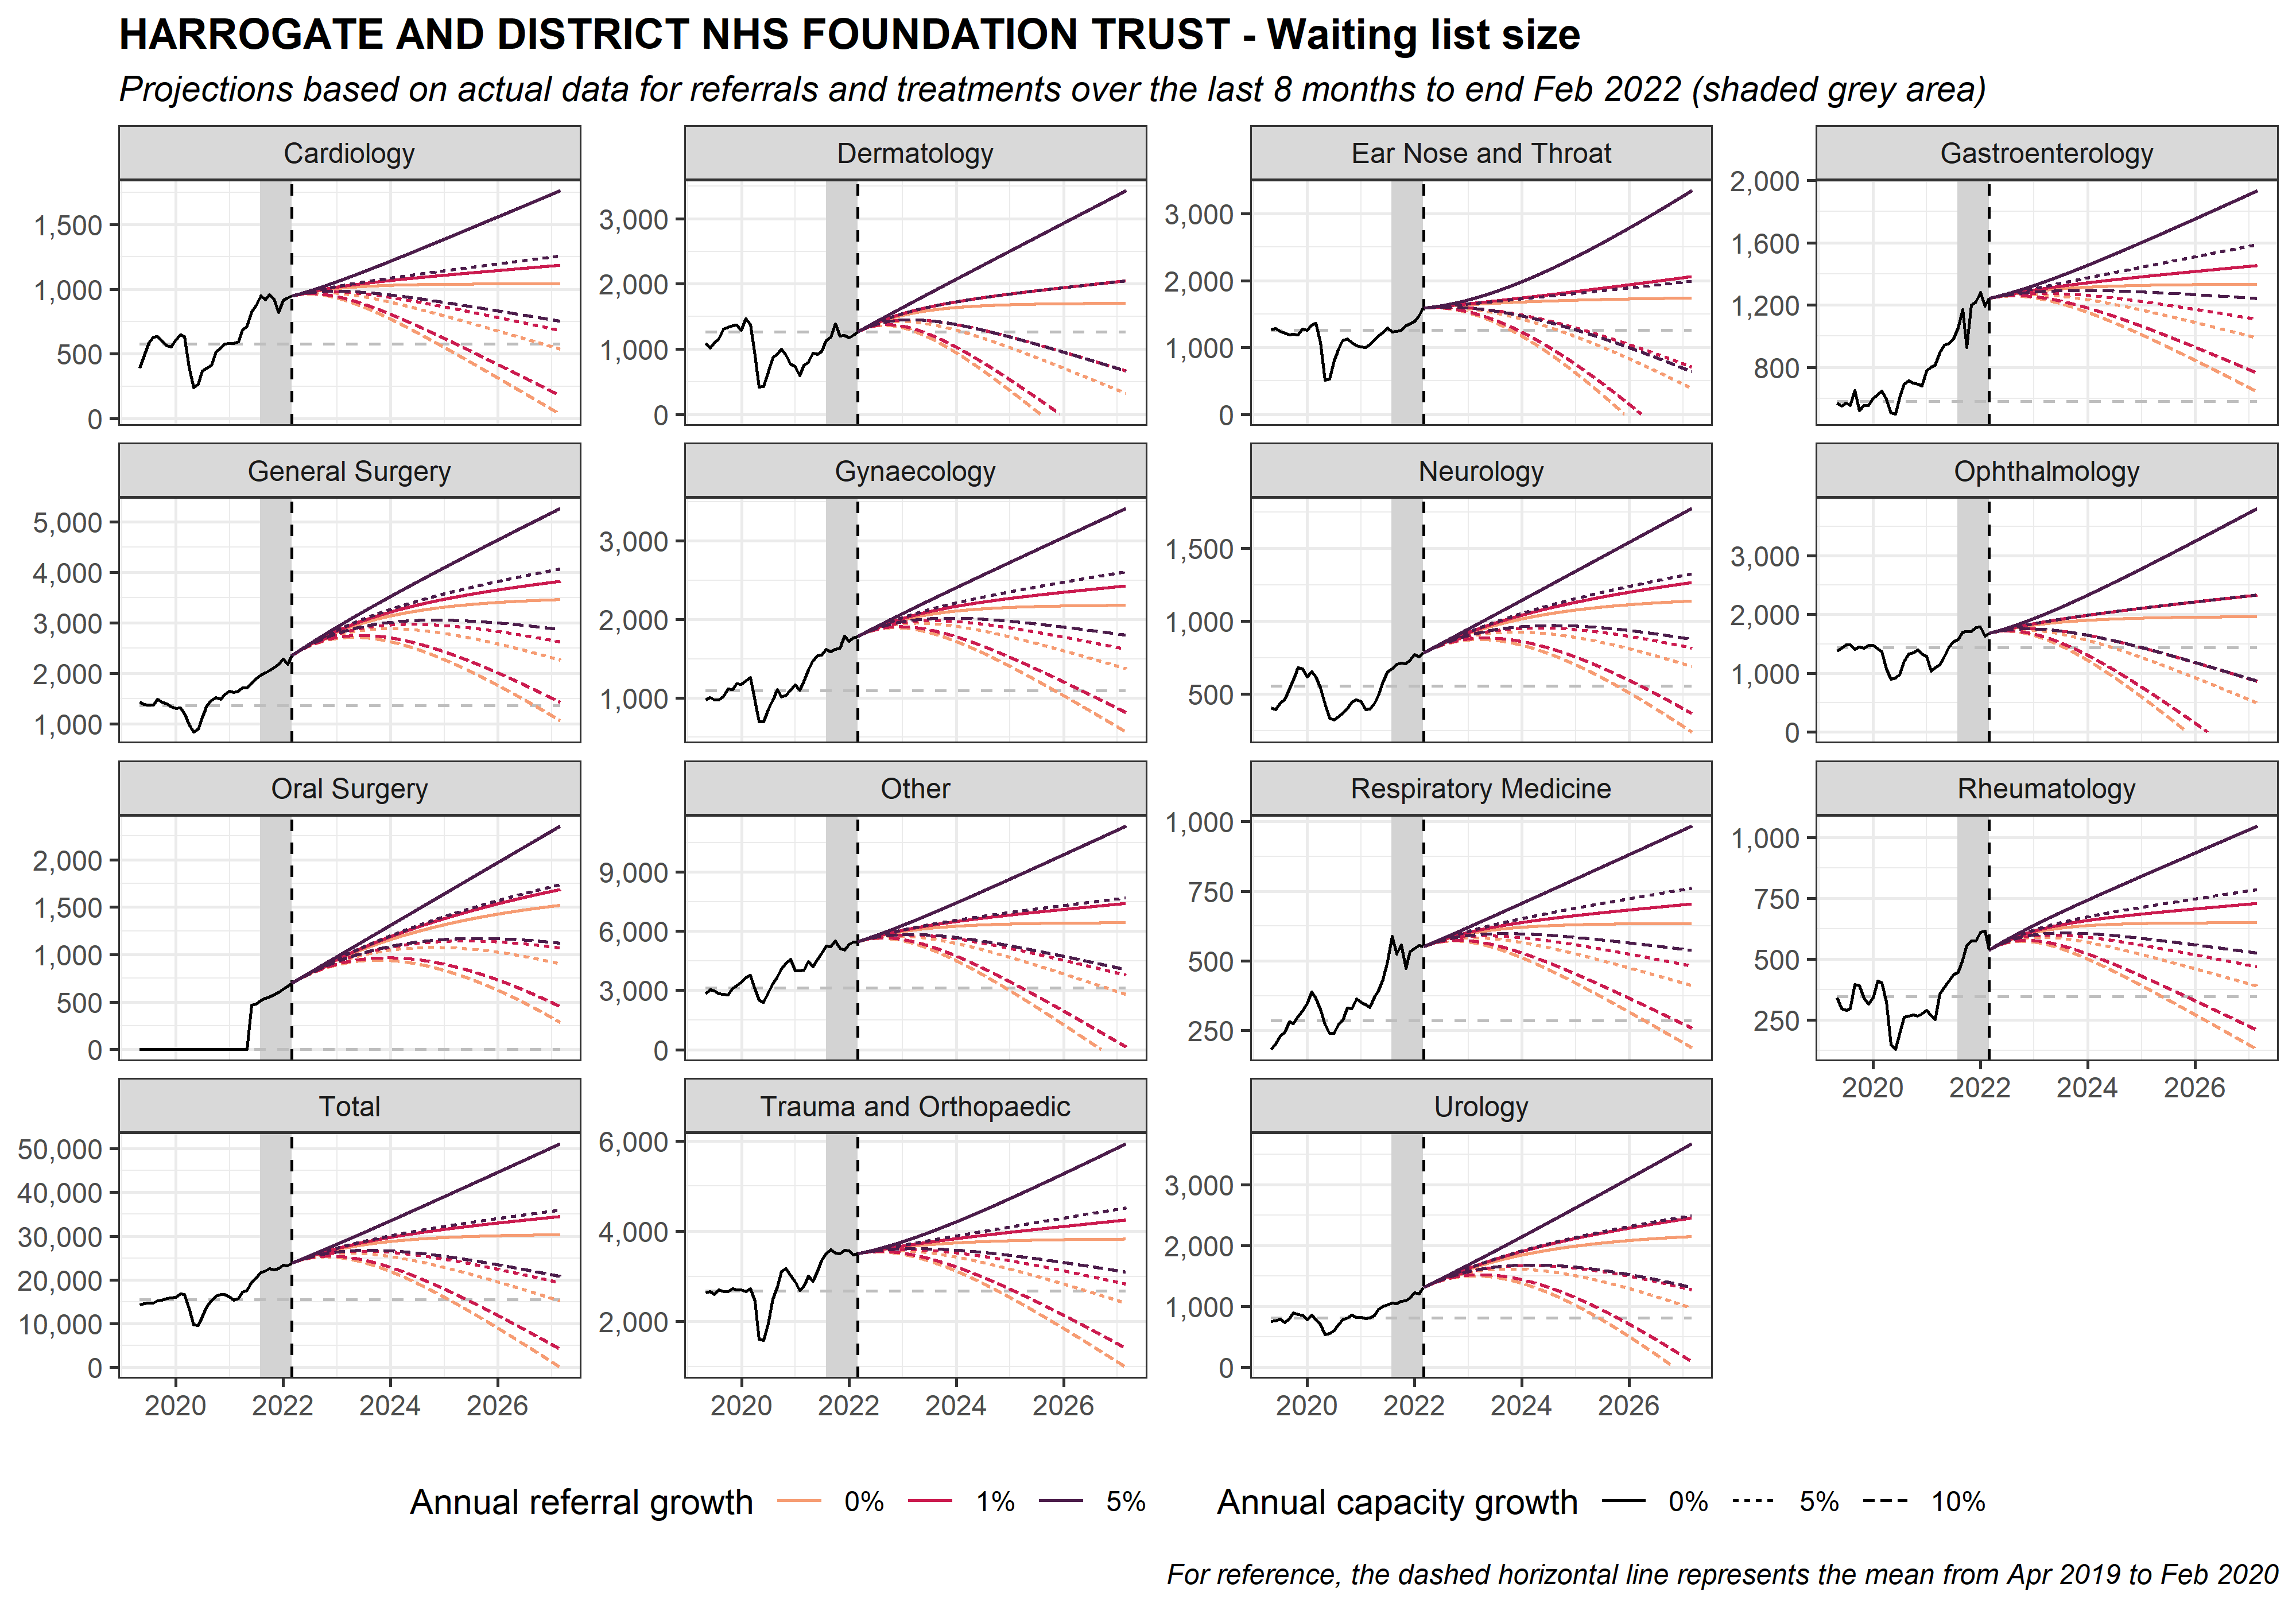 HARROGATE AND DISTRICT NHS FOUNDATION TRUST - Waiting list size
Projections based on actual data for referrals and treatments over the last 8 months to end Feb 2022 (shaded grey area)
Cardiology
1,500
1,000
500
0
Dermatology
3,000
2,000
1,000
0
Ear Nose and Throat
3,000
2,000
1,000
0
Gastroenterology
2,000
1,600
1,200
800
General Surgery
5,000
4,000
3,000
2,000
1,000
Gynaecology
3,000
2,000
1,000
Neurology
1,500
1,000
500
Ophthalmology
3,000
2,000
1,000
0
Oral Surgery
2,000
1,500
1,000
500
0
Other
9,000
6,000
3,000
0
Respiratory Medicine
1,000
750
500
250
Rheumatology
1,000
750
500
250
2020 2022 2024 2026
Total
50,000
40,000
30,000
20,000
10,000
0
2020 2022 2024 2026
Trauma and Orthopaedic
6,000
4,000
2,000
2020 2022 2024 2026
Urology
3,000
2,000
1,000
0
2020 2022 2024 2026
Annual referral growth 0% 1% 5% Annual capacity growth 0% 5% 10%
For reference, the dashed horizontal line represents the mean from Apr 2019 to Feb 2020